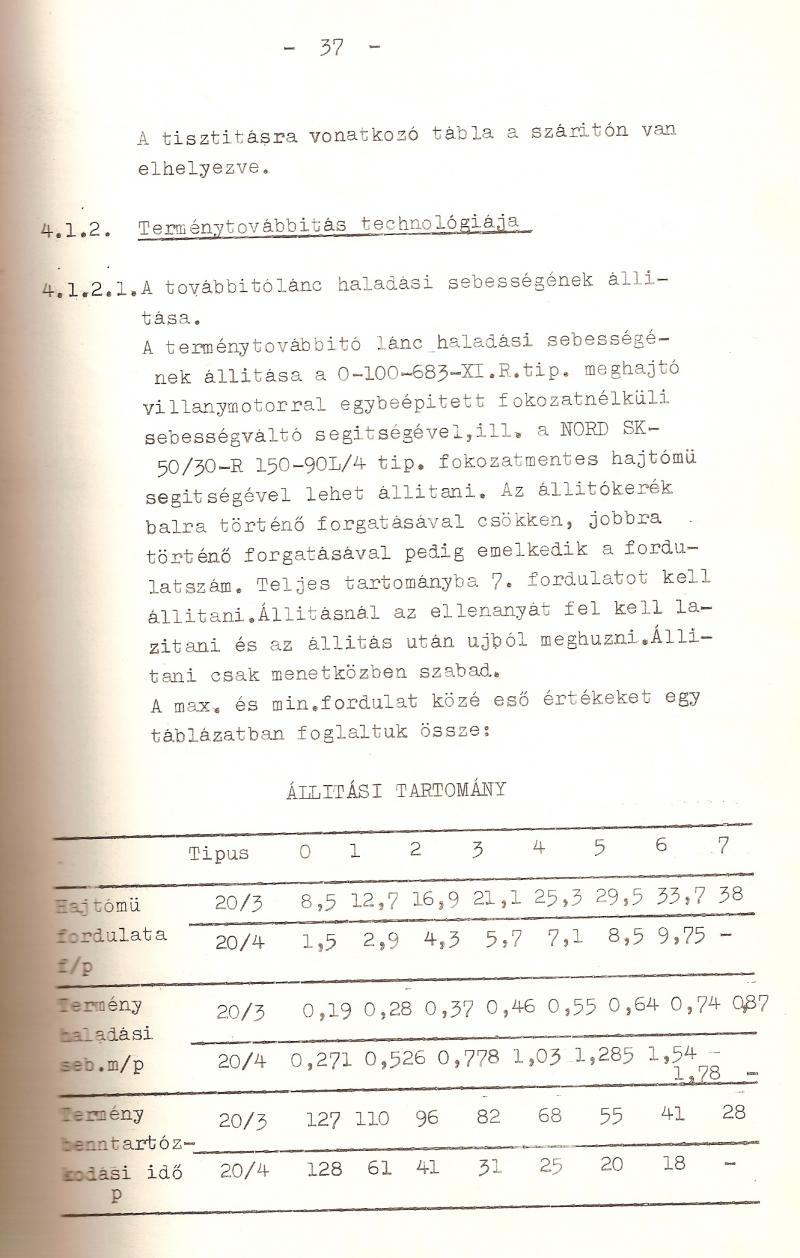 - 37 -
A tisztitásra vonatkozó tábla a száritón van
elhelyezve.
4.1.2. Terménytovábbitás technológiája
4.1.2.1.A továbbitólánc haladási sebességének álli-
tása.
A terménytovábbitó lánc haladási sebességé-
nek állitása a 0-100-683-XI.R.tip. meghajtó
villanymotorral egybeépitett fokozatnélküli
sebességváltó segitségével,ill. a NORD SK-
50/30-R 150-90L/4 tip. fokozatmentes hajtómü
segitségével lehet állitani. Az állitókerék
balra történő forgatásával csökken, jobbra
történő forgatásával pedig emelkedik a fordu-
latszám. Teljes tartományba 7. fordulatot kell
állitani.Állitásnál az ellenanyát fel kell la-
zitani és az állitás után ujból meghuzni.Álli-
tani csak menetközben szabad.
A max. és min.fordulat közé eső értékeket egy
táblázatban foglaltuk össze:
ÁLLITÁSI TARTOMÁNY
Tipus 0 1 2 3 4 5 6 7
Hajtómü 20/3 8,5 12,7 16,9 21,1 25,3 29,5 33,7 38
fordulata 20/4 1,5 2,9 4,3 5,7 7,1 8,5 9,75 -
f/p
Termény 20/3 0,19 0,28 0,37 0,46 0,55 0,64 0,74 0,87
haladási
seb.m/p 20/4 0,271 0,526 0,778 1,03 1,285 1,54 -
1,78 -
Termény 20/3 127 110 96 82 68 55 41 28
benntartóz-
kodási idő 20/4 128 61 41 31 25 20 18 -
p